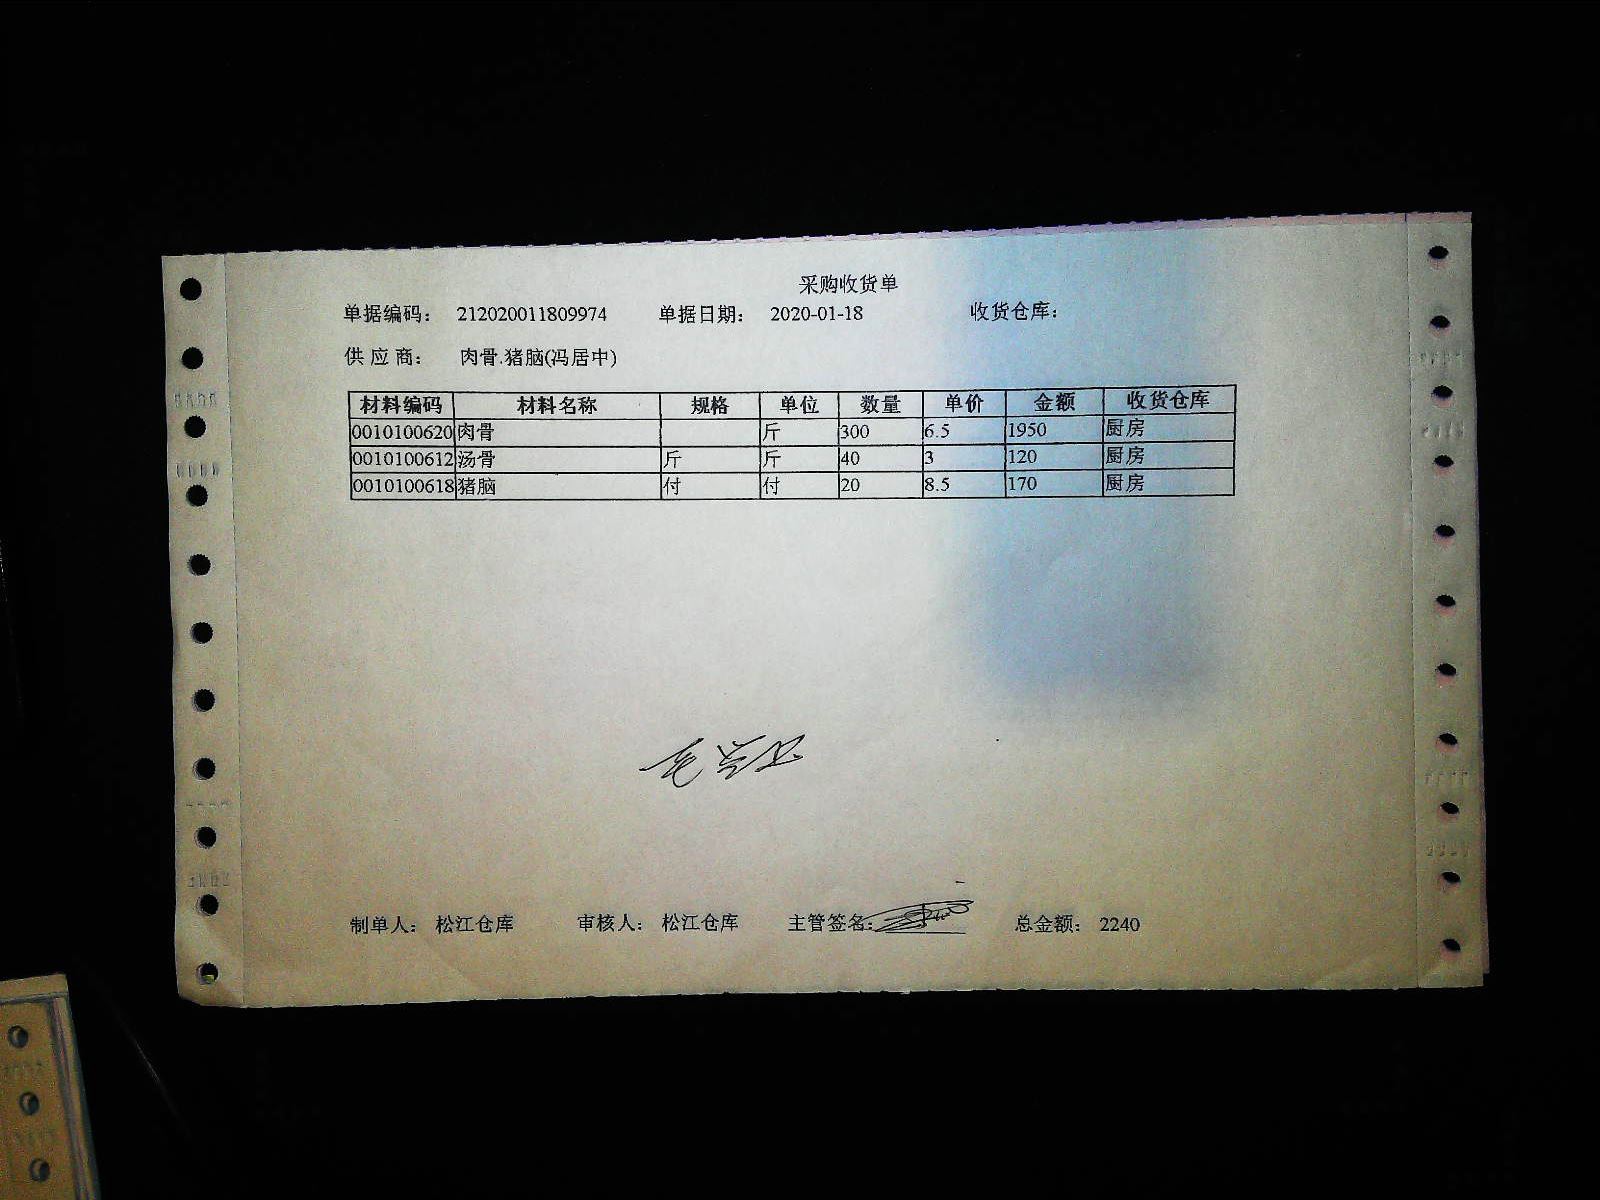 采购收货单
单据编码： 212020011809974 单据日期： 2020-01-18 收货仓库：
供 应 商： 肉骨.猪脑(冯居中)
材料编码 材料名称 规格 单位 数量 单价 金额 收货仓库
0010100620 肉骨 斤 300 6.5 1950 厨房
0010100612 汤骨 斤 斤 40 3 120 厨房
0010100618 猪脑 付 付 20 8.5 170 厨房
制单人： 松江仓库 审核人： 松江仓库 主管签名： 总金额： 2240